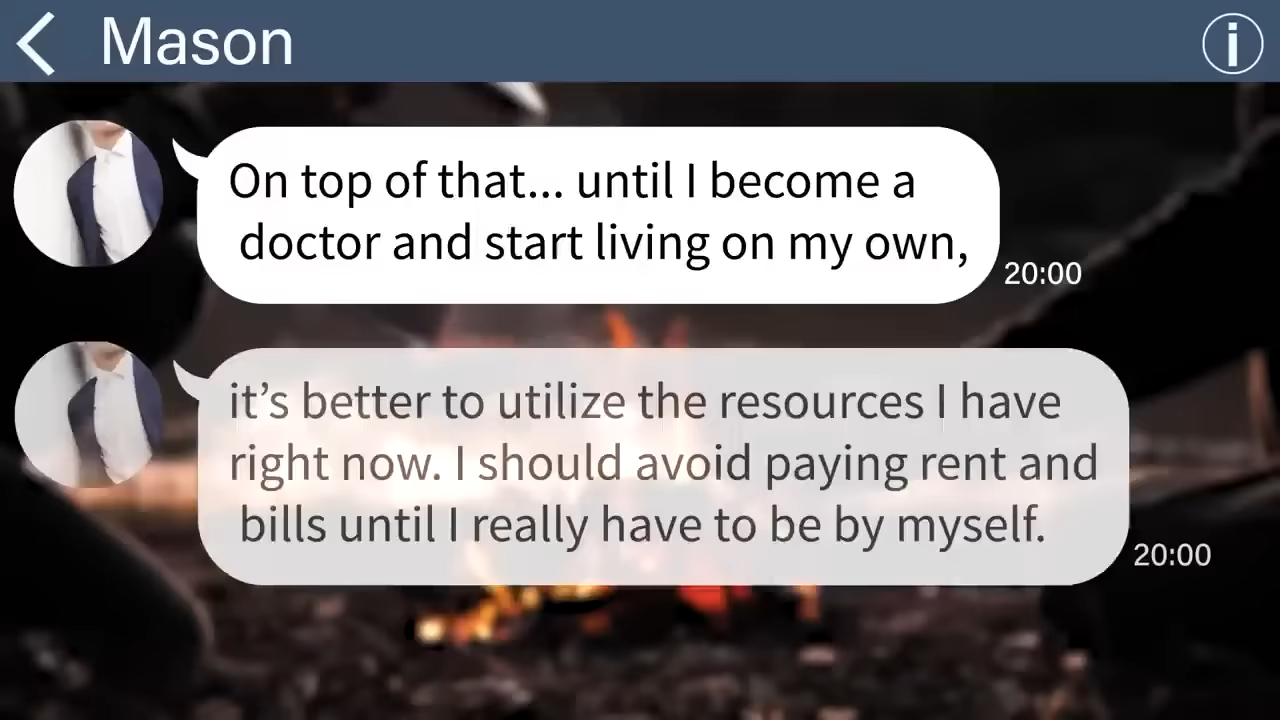 Mason
i
On top of that... until I become a
doctor and start living on my own,
20:00
it’s better to utilize the resources I have
right now. I should avoid paying rent and
bills until I really have to be by myself.
20:00